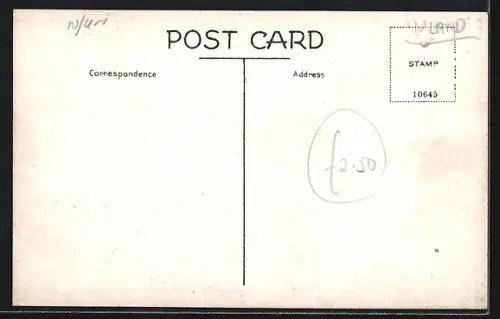 POST CARD
Correspondence
Address
STAMP
10645
£2.50